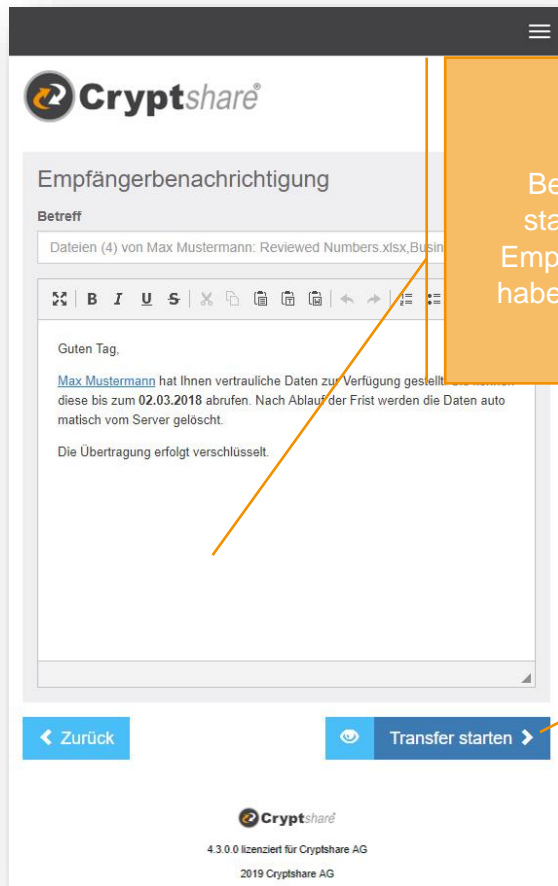 Cryptshare®
Empfängerbenachrichtigung
Betreff
Dateien (4) von Max Mustermann: Reviewed Numbers.xlsx,Busin
B I U S
Guten Tag,
Max Mustermann hat Ihnen vertrauliche Daten zur Verfügung gestellt.
diese bis zum 02.03.2018 abrufen. Nach Ablauf der Frist werden die Daten auto
matisch vom Server gelöscht.
Die Übertragung erfolgt verschlüsselt.
Be
sta
Emp
habe
Zurück
Transfer starten
Cryptshare
4.3.0.0 lizenziert für Cryptshare AG
2019 Cryptshare AG